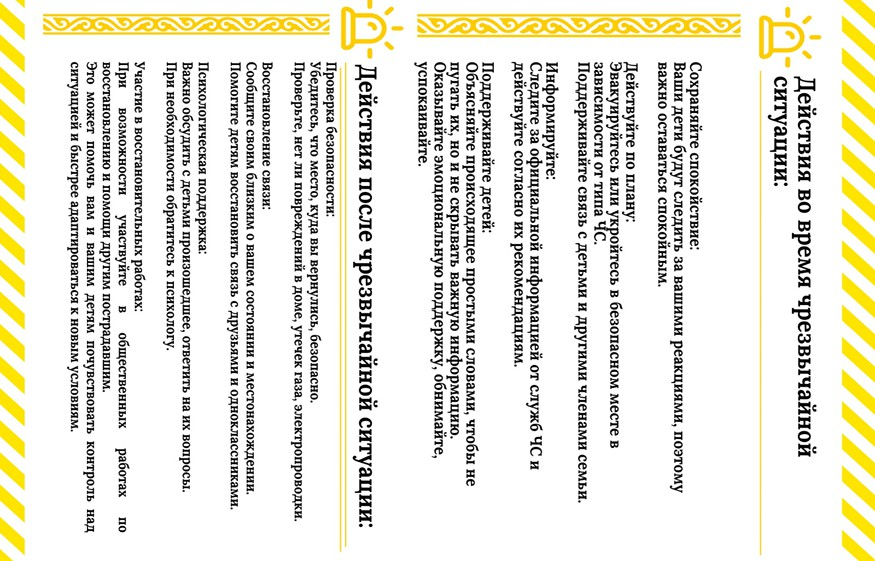 Действия во время чрезвычайной
ситуации:
Сохраняйте спокойствие:
Ваши дети будут следить за вашими реакциями, поэтому
важно оставаться спокойным.
Действуйте по плану:
Эвакуируйтесь или укройтесь в безопасном месте в
зависимости от типа ЧС.
Поддерживайте связь с детьми и другими членами семьи.
Информируйте:
Следите за официальной информацией от служб ЧС и
действуйте согласно их рекомендациям.
Поддерживайте детей:
Объясняйте происходящее простыми словами, чтобы не
пугать их, но и не скрывать важную информацию.
Оказывайте эмоциональную поддержку, обнимайте,
успокаивайте.
Действия после чрезвычайной ситуации:
Проверка безопасности:
Убедитесь, что место, куда вы вернулись, безопасно.
Проверьте, нет ли повреждений в доме, утечек газа, электропроводки.
Восстановление связи:
Сообщите своим близким о вашем состоянии и местонахождении.
Помогите детям восстановить связь с друзьями и одноклассниками.
Психологическая поддержка:
Важно обсудить с детьми произошедшее, ответить на их вопросы.
При необходимости обратитесь к психологу.
Участие в восстановительных работах:
При возможности участвуйте в общественных работах по
восстановлению и помощи другим пострадавшим.
Это может помочь вам и вашим детям почувствовать контроль над
ситуацией и быстрее адаптироваться к новым условиям.